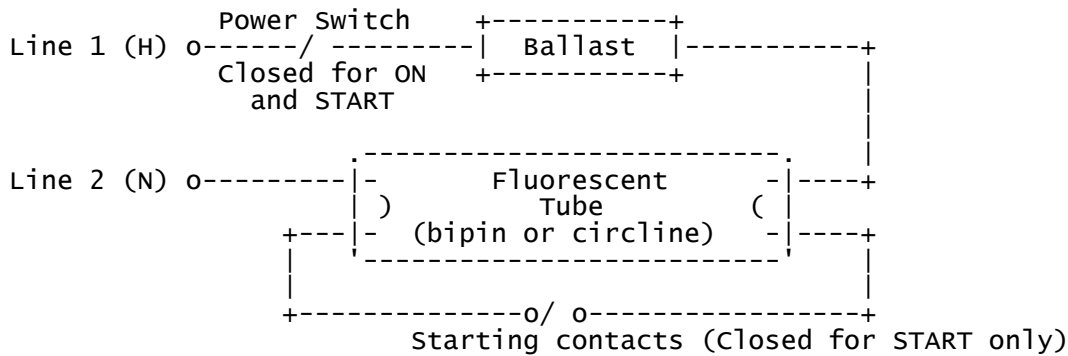 Power Switch
Line 1 (H) Ballast
Closed for ON
and START
Line 2 (N) Fluorescent
Tube
(bipin or circline)
Starting contacts (Closed for START only)